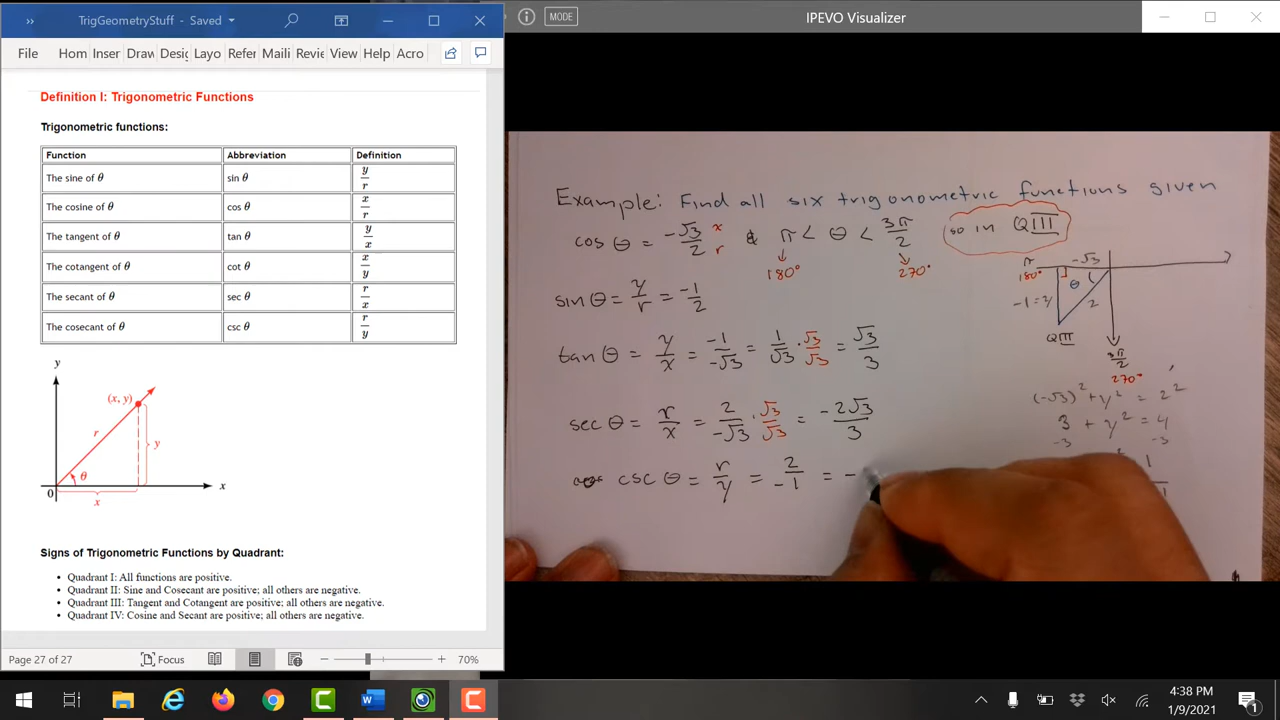 TrigGeometryStuff - Saved
File Hom Inser Draw Desig Layo Refer Maili Revie View Help Acro
Definition I: Trigonometric Functions
Trigonometric functions:
Function Abbreviation Definition
The sine of θ sin θ y/r
The cosine of θ cos θ x/r
The tangent of θ tan θ y/x
The cotangent of θ cot θ x/y
The secant of θ sec θ r/x
The cosecant of θ csc θ r/y
y
(x, y)
r
y
θ
0 x x
Signs of Trigonometric Functions by Quadrant:
• Quadrant I: All functions are positive.
• Quadrant II: Sine and Cosecant are positive; all others are negative.
• Quadrant III: Tangent and Cotangent are positive; all others are negative.
• Quadrant IV: Cosine and Secant are positive; all others are negative.
Page 27 of 27 Focus 70%
MODE IPEVO Visualizer
Example: Find all six trigonometric functions given
cos θ = -√3/2 x r & π < θ < 3π/2 so in QIII
180° 270°
sin θ = y/r = -1/2
tan θ = y/x = -1/-√3 = 1/√3 · √3/√3 = √3/3
sec θ = r/x = 2/-√3 · √3/√3 = -2√3/3
csc θ = r/y = 2/-1 = -
π -√3
180° θ
-1 = y 2
QIII
3π/2
270°
(-√3)² + y² = 2²
3 + y² = 4
-3 -3
1
4:38 PM
1/9/2021
1